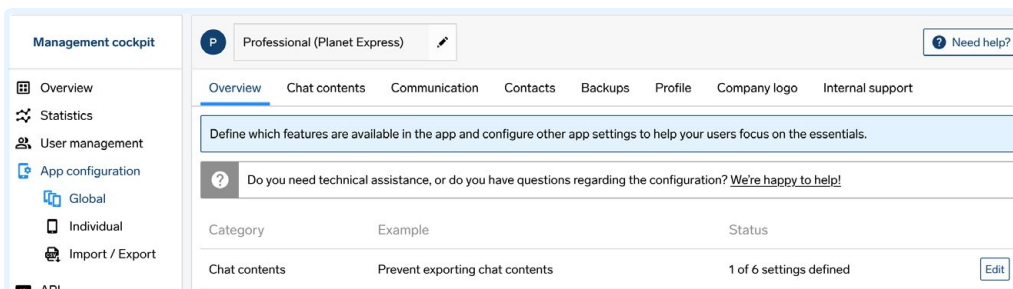 Management cockpit
P Professional (Planet Express)
Need help?
Overview
Statistics
User management
App configuration
Global
Individual
Import / Export
API
Overview Chat contents Communication Contacts Backups Profile Company logo Internal support
Define which features are available in the app and configure other app settings to help your users focus on the essentials.
Do you need technical assistance, or do you have questions regarding the configuration? We're happy to help!
Category Example Status
Chat contents Prevent exporting chat contents 1 of 6 settings defined Edit